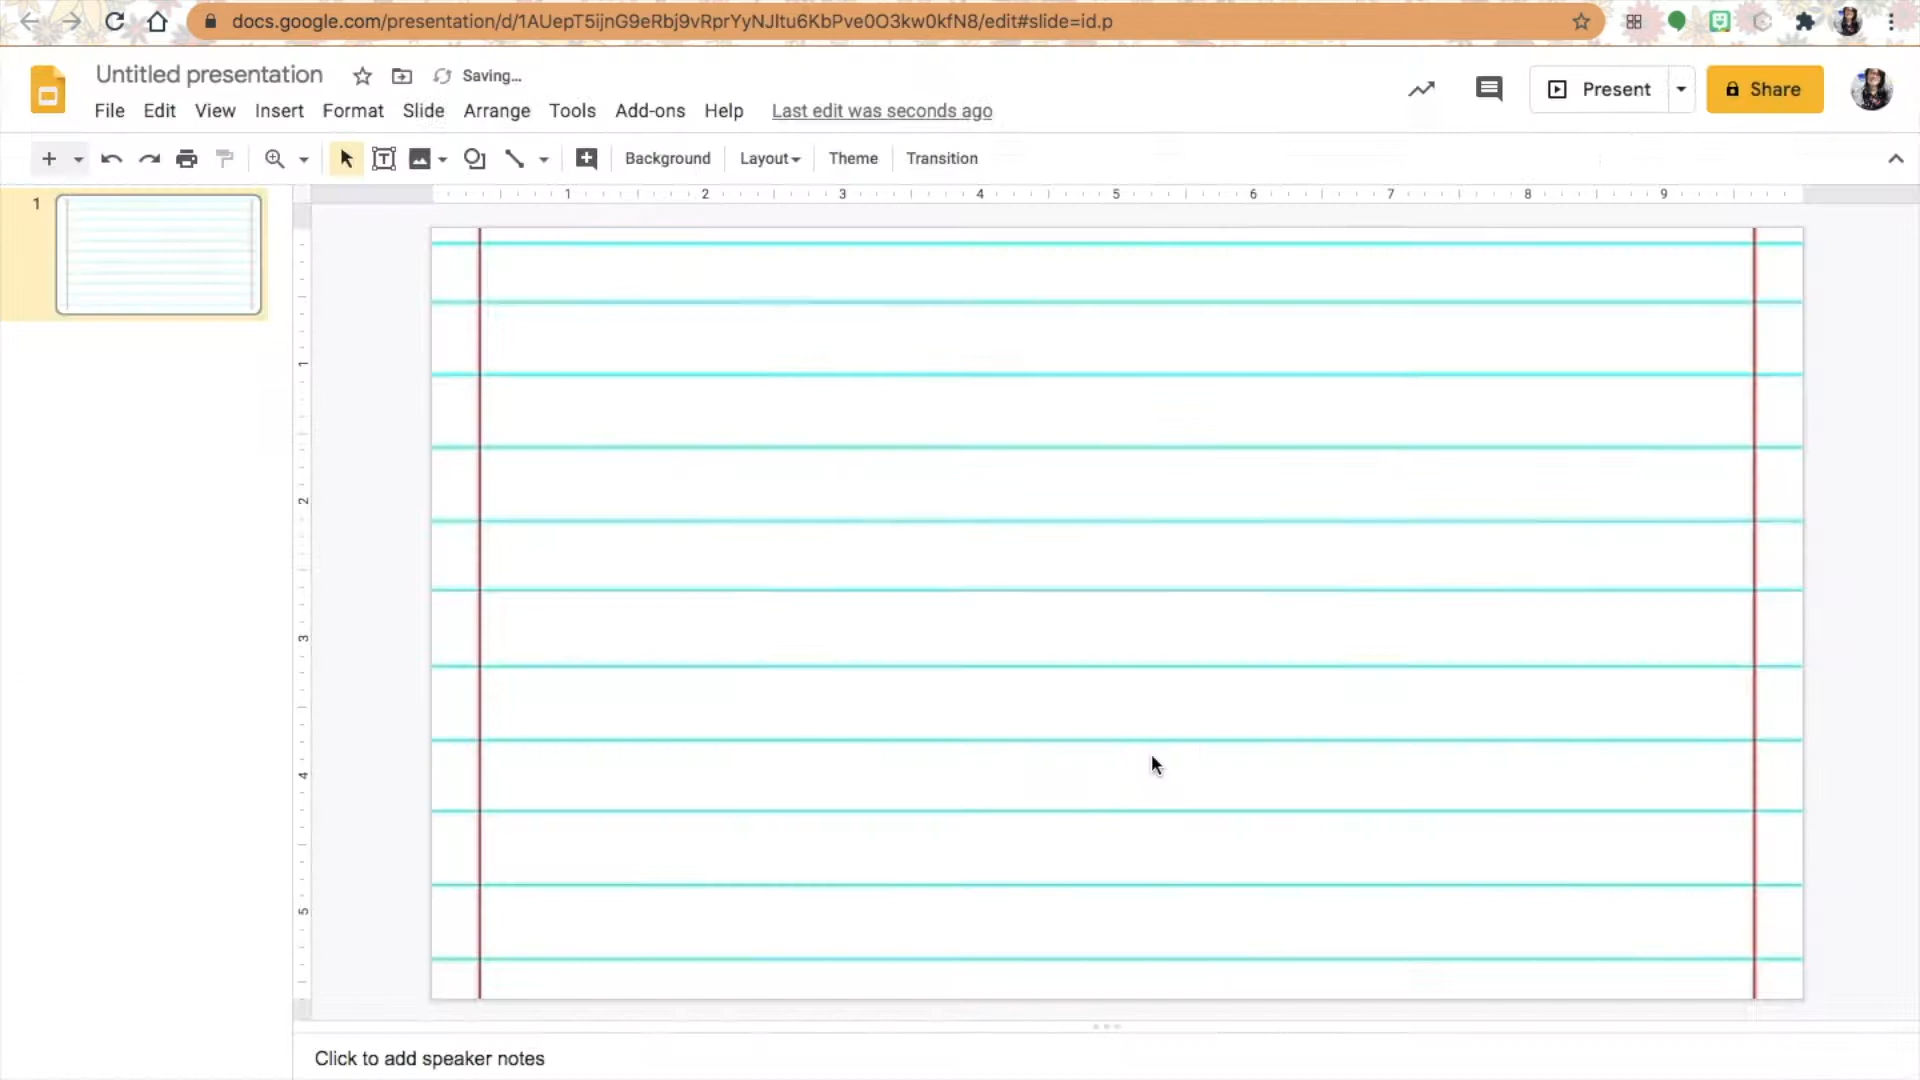 docs.google.com/presentation/d/1AUepT5ijnG9eRbj9vRprYyNJltu6KbPve0O3kw0kfN8/edit#slide=id.p
Untitled presentation Saving...
File Edit View Insert Format Slide Arrange Tools Add-ons Help Last edit was seconds ago
Present Share
Background Layout Theme Transition
1 2 3 4 5 6 7 8 9
1
1
2
3
4
5
Click to add speaker notes